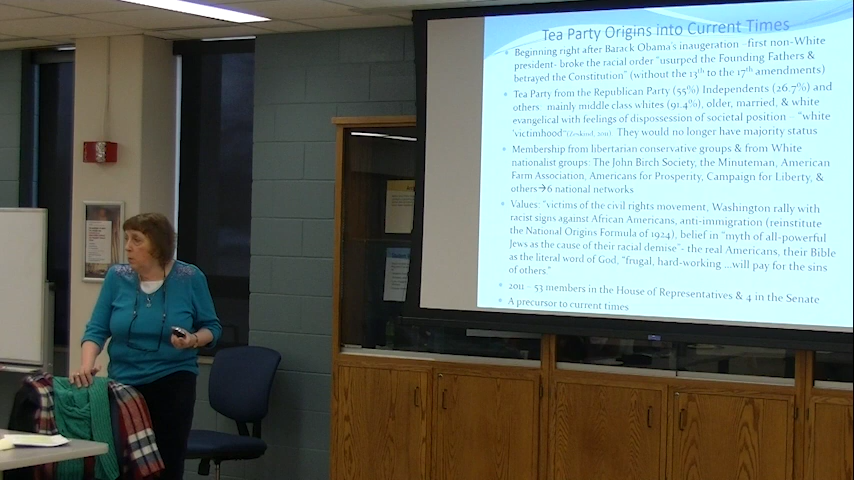 Tea Party Origins into Current Times
• Beginning right after Barack Obama's inauguration –first non-White
president- broke the racial order "usurped the Founding Fathers &
betrayed the Constitution" (without the 13th to the 17th amendments)
• Tea Party from the Republican Party (55%) Independents (26.7%) and
others mainly middle class whites (91.4%), older, married, & white
evangelical with feelings of dispossession of societal position – "white
'victimhood" (Zeskind, 2011). They would no longer have majority status
• Membership from libertarian conservative groups & from White
nationalist groups: The John Birch Society, the Minuteman, American
Farm Association, Americans for Prosperity, Campaign for Liberty, &
others→6 national networks
• Values: "victims of the civil rights movement, Washington rally with
racist signs against African Americans, anti-immigration (reinstitute
the National Origins Formula of 1924), belief in "myth of all-powerful
Jews as the cause of their racial demise"- the real Americans, their Bible
as the literal word of God, "frugal, hard-working ...will pay for the sins
of others."
• 2011 – 53 members in the House of Representatives & 4 in the Senate
• A precursor to current times